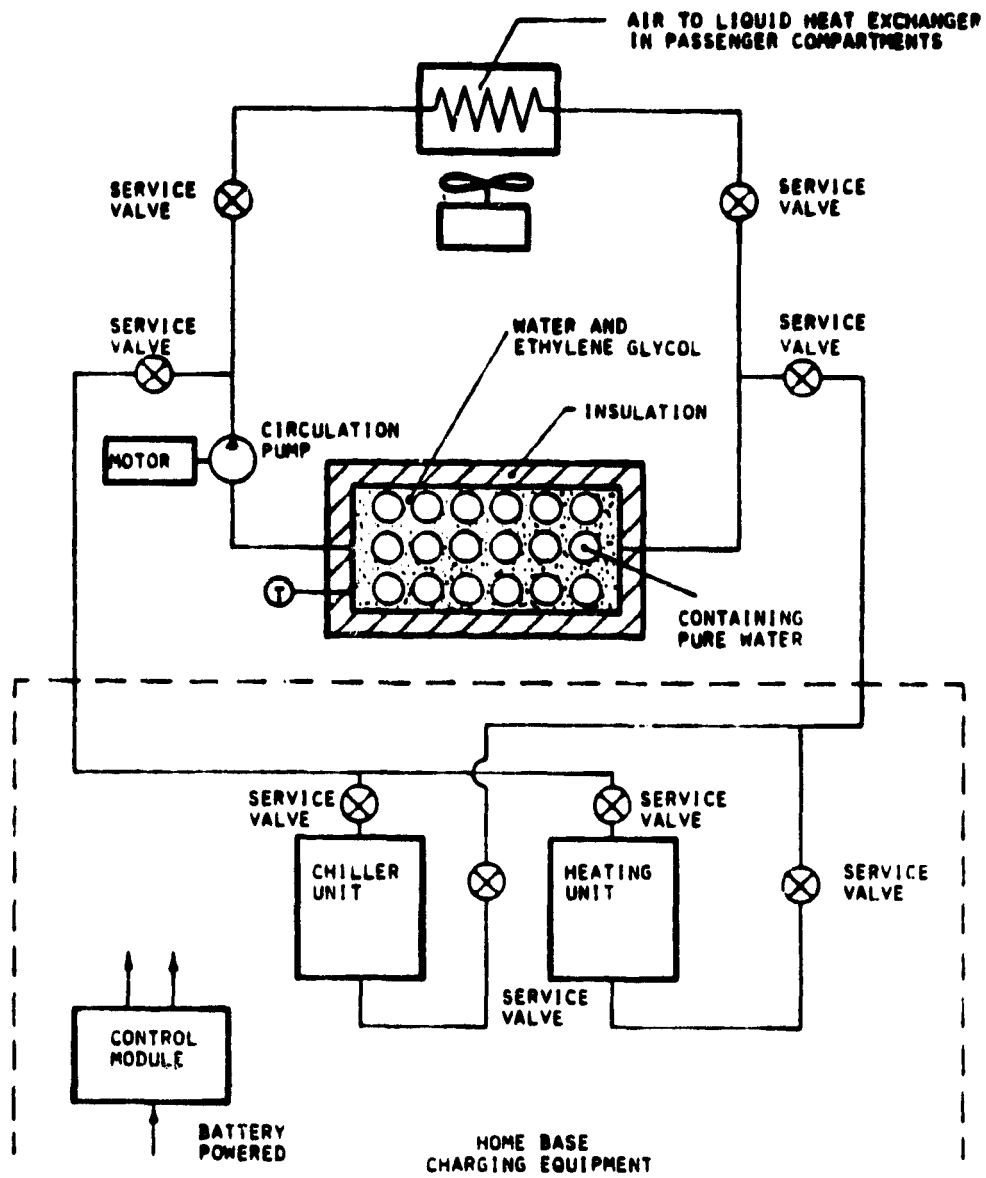 AIR TO LIQUID HEAT EXCHANGER
IN PASSENGER COMPARTMENTS
SERVICE
VALVE
SERVICE
VALVE
SERVICE
VALVE
SERVICE
VALVE
WATER AND
ETHYLENE GLYCOL
INSULATION
CIRCULATION
PUMP
MOTOR
T
CONTAINING
PURE WATER
SERVICE
VALVE
SERVICE
VALVE
CHILLER
UNIT
HEATING
UNIT
SERVICE
VALVE
SERVICE
VALVE
CONTROL
MODULE
BATTERY
POWERED
HOME BASE
CHARGING EQUIPMENT